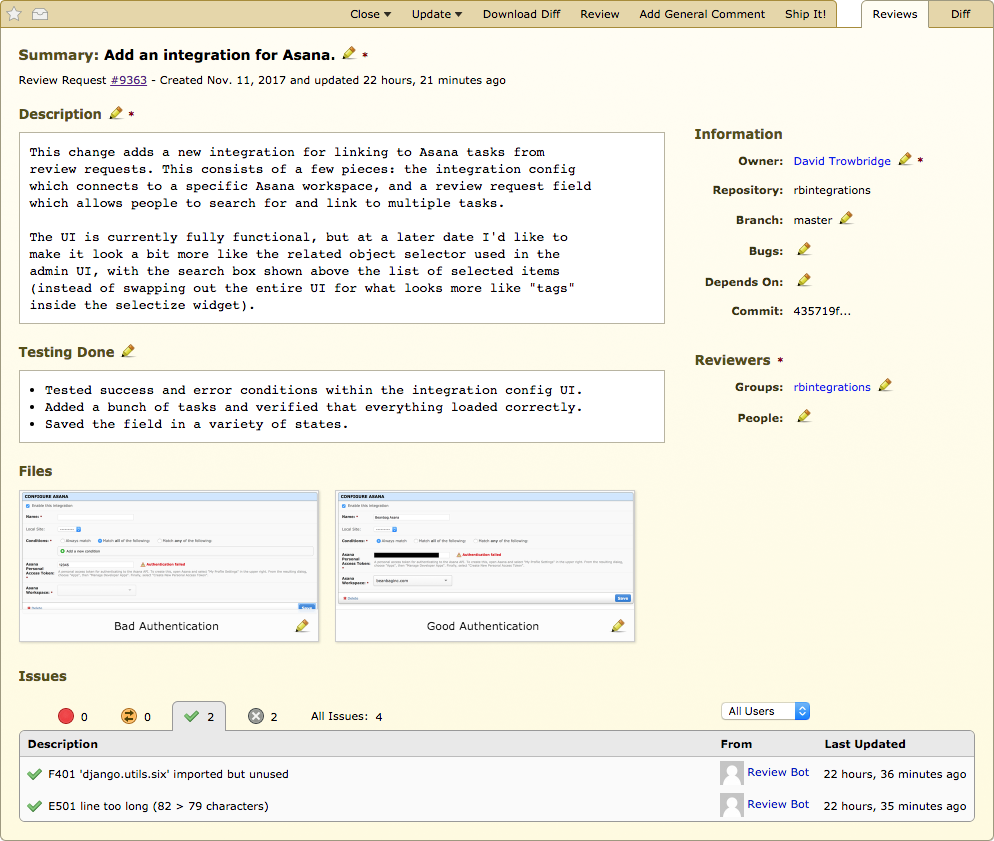 Close ▾ Update ▾ Download Diff Review Add General Comment Ship It! Reviews Diff
Summary: Add an integration for Asana. *
Review Request #9363 - Created Nov. 11, 2017 and updated 22 hours, 21 minutes ago
Description *
This change adds a new integration for linking to Asana tasks from
review requests. This consists of a few pieces: the integration config
which connects to a specific Asana workspace, and a review request field
which allows people to search for and link to multiple tasks.
The UI is currently fully functional, but at a later date I'd like to
make it look a bit more like the related object selector used in the
admin UI, with the search box shown above the list of selected items
(instead of swapping out the entire UI for what looks more like "tags"
inside the selectize widget).
Information
Owner: David Trowbridge *
Repository: rbintegrations
Branch: master
Bugs:
Depends On:
Commit: 435719f...
Reviewers *
Groups: rbintegrations
People:
Testing Done
• Tested success and error conditions within the integration config UI.
• Added a bunch of tasks and verified that everything loaded correctly.
• Saved the field in a variety of states.
Files
CONFIGURE ASANA
Enable this integration
Name: *
Local Site:
Conditions: * Always match Match all of the following: Match any of the following:
Add a new condition
Asana
Personal
Access Token:
*
12345 Authentication failed
Asana
Workspace: *
Delete Save
Bad Authentication
CONFIGURE ASANA
Enable this integration
Name: * Beanbag Asana
Local Site:
Conditions: * Always match Match all of the following: Match any of the following:
Asana
Personal
Access Token:
*
Authentication failed
Asana
Workspace: *
beanbaginc.com
Delete Save
Good Authentication
Issues
0 0 2 2 All Issues: 4 All Users
Description From Last Updated
F401 'django.utils.six' imported but unused Review Bot 22 hours, 36 minutes ago
E501 line too long (82 > 79 characters) Review Bot 22 hours, 35 minutes ago